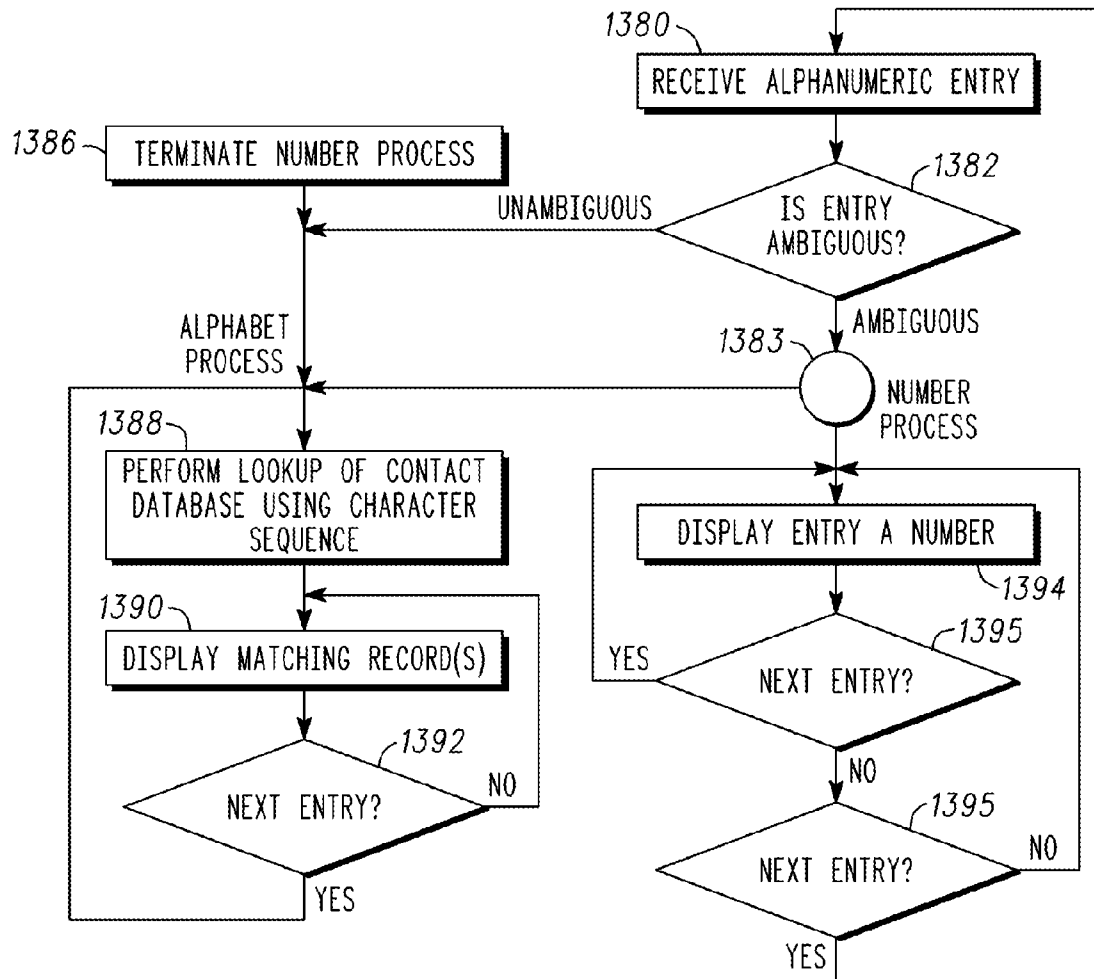 1380
RECEIVE ALPHANUMERIC ENTRY
1386
TERMINATE NUMBER PROCESS
1382
IS ENTRY
AMBIGUOUS?
UNAMBIGUOUS
AMBIGUOUS
ALPHABET
PROCESS
1383
NUMBER
PROCESS
1388
PERFORM LOOKUP OF CONTACT
DATABASE USING CHARACTER
SEQUENCE
DISPLAY ENTRY A NUMBER
1394
1390
DISPLAY MATCHING RECORD(S)
1395
NEXT ENTRY?
YES
NO
1392
NEXT ENTRY?
NO
YES
1395
NEXT ENTRY?
NO
YES